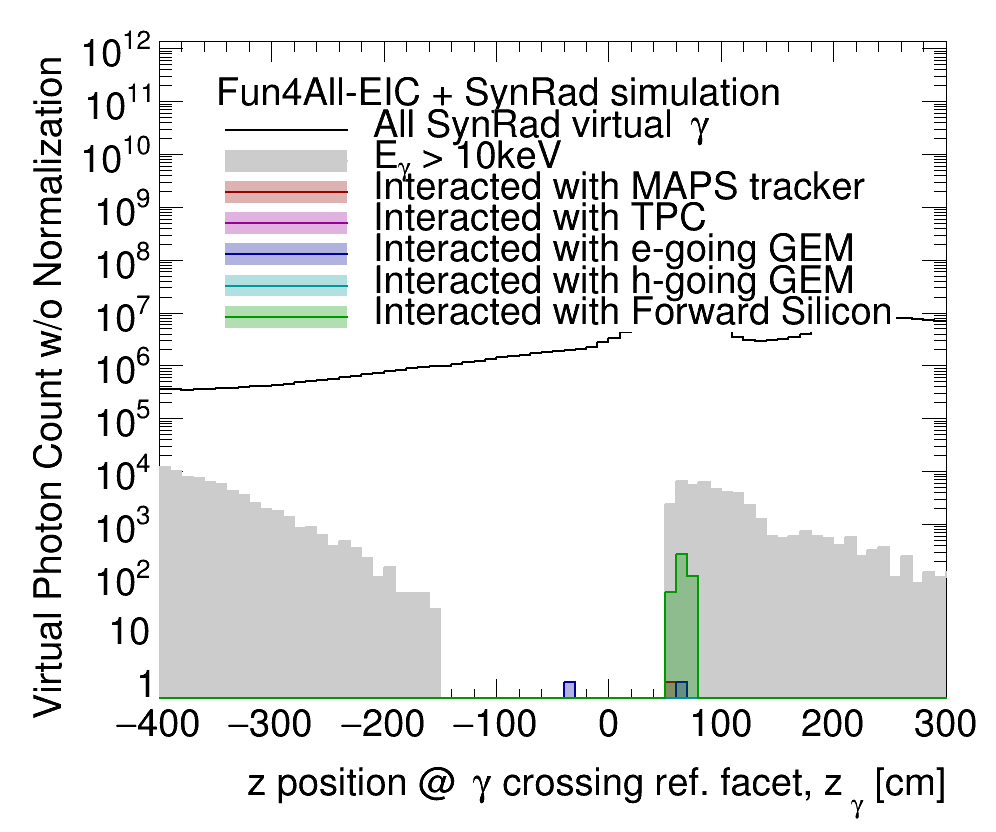 Virtual Photon Count w/o Normalization
10^12
10^11
10^10
10^9
10^8
10^7
10^6
10^5
10^4
10^3
10^2
10
1
Fun4All-EIC + SynRad simulation
All SynRad virtual γ
E_γ > 10keV
Interacted with MAPS tracker
Interacted with TPC
Interacted with e-going GEM
Interacted with h-going GEM
Interacted with Forward Silicon
−400 −300 −200 −100 0 100 200 300
z position @ γ crossing ref. facet, z_γ [cm]